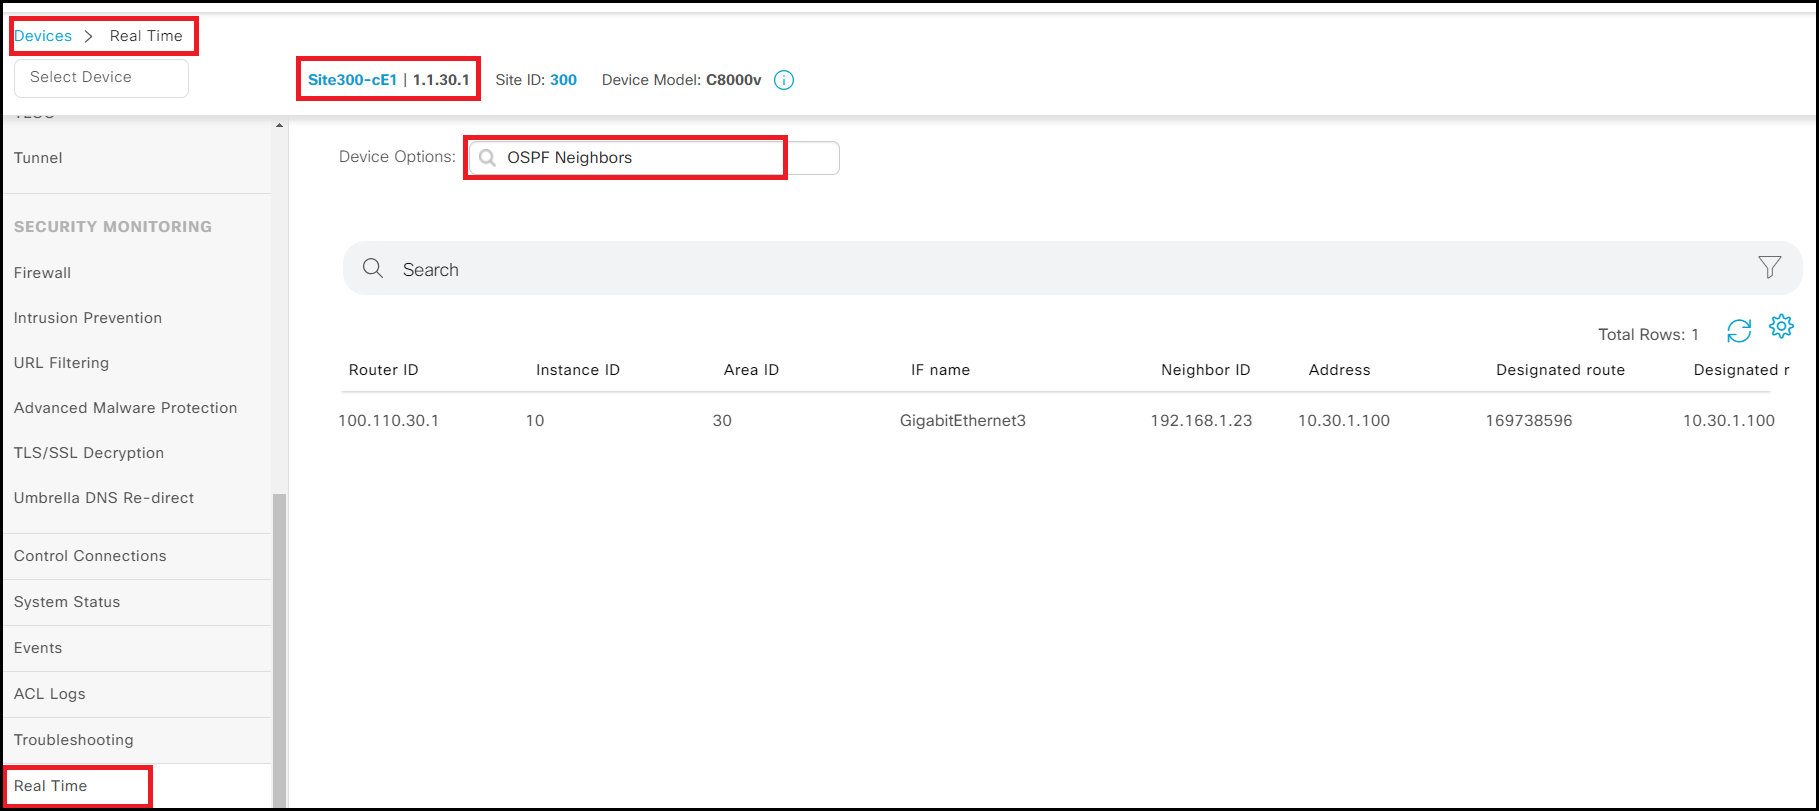 Devices > Real Time
Select Device
Site300-cE1 | 1.1.30.1 Site ID: 300 Device Model: C8000v
Tunnel
SECURITY MONITORING
Firewall
Intrusion Prevention
URL Filtering
Advanced Malware Protection
TLS/SSL Decryption
Umbrella DNS Re-direct
Control Connections
System Status
Events
ACL Logs
Troubleshooting
Real Time
Device Options: OSPF Neighbors
Search
Total Rows: 1
Router ID Instance ID Area ID IF name Neighbor ID Address Designated route Designated r
100.110.30.1 10 30 GigabitEthernet3 192.168.1.23 10.30.1.100 169738596 10.30.1.100